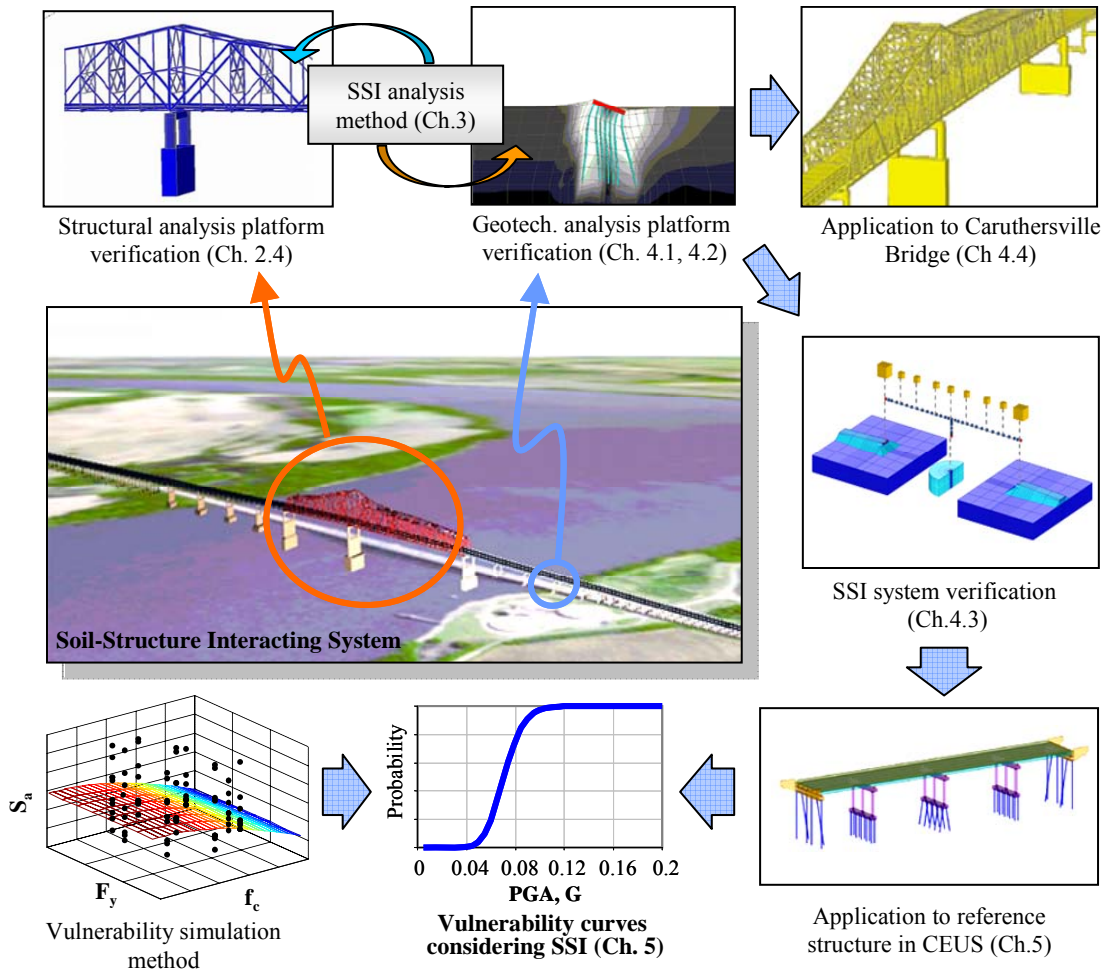 SSI analysis
method (Ch.3)
Structural analysis platform
verification (Ch. 2.4)
Geotech. analysis platform
verification (Ch. 4.1, 4.2)
Application to Caruthersville
Bridge (Ch 4.4)
Soil-Structure Interacting System
SSI system verification
(Ch.4.3)
Sa
Fy
fc
Vulnerability simulation
method
Probability
0 0.04 0.08 0.12 0.16 0.2
PGA, G
Vulnerability curves
considering SSI (Ch. 5)
Application to reference
structure in CEUS (Ch.5)